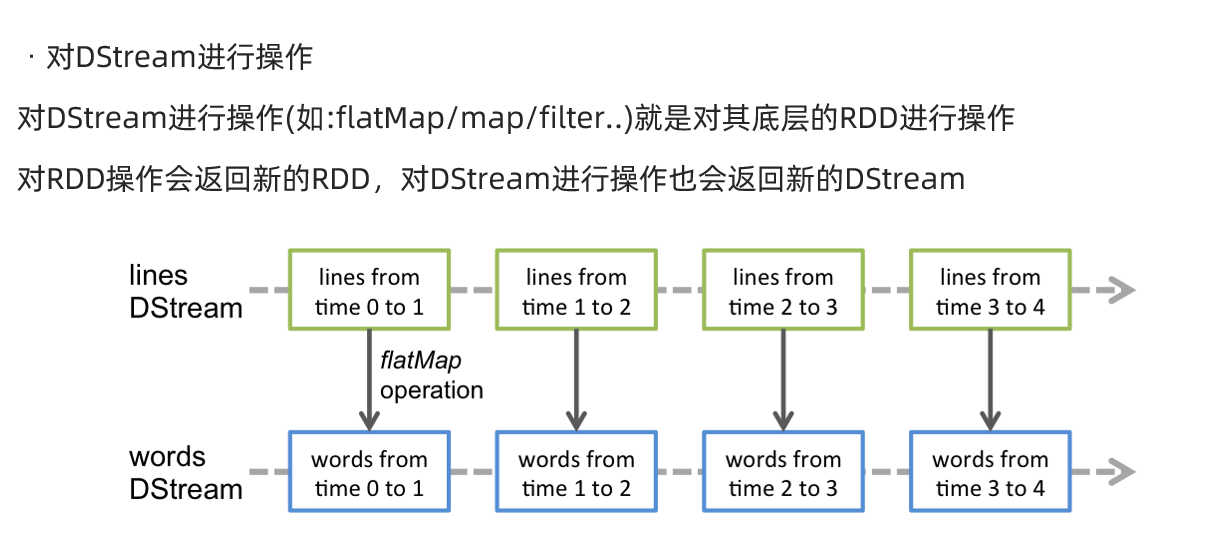 · 对DStream进行操作
对DStream进行操作(如:flatMap/map/filter..)就是对其底层的RDD进行操作
对RDD操作会返回新的RDD，对DStream进行操作也会返回新的DStream
lines
DStream
lines from
time 0 to 1
lines from
time 1 to 2
lines from
time 2 to 3
lines from
time 3 to 4
flatMap
operation
words
DStream
words from
time 0 to 1
words from
time 1 to 2
words from
time 2 to 3
words from
time 3 to 4